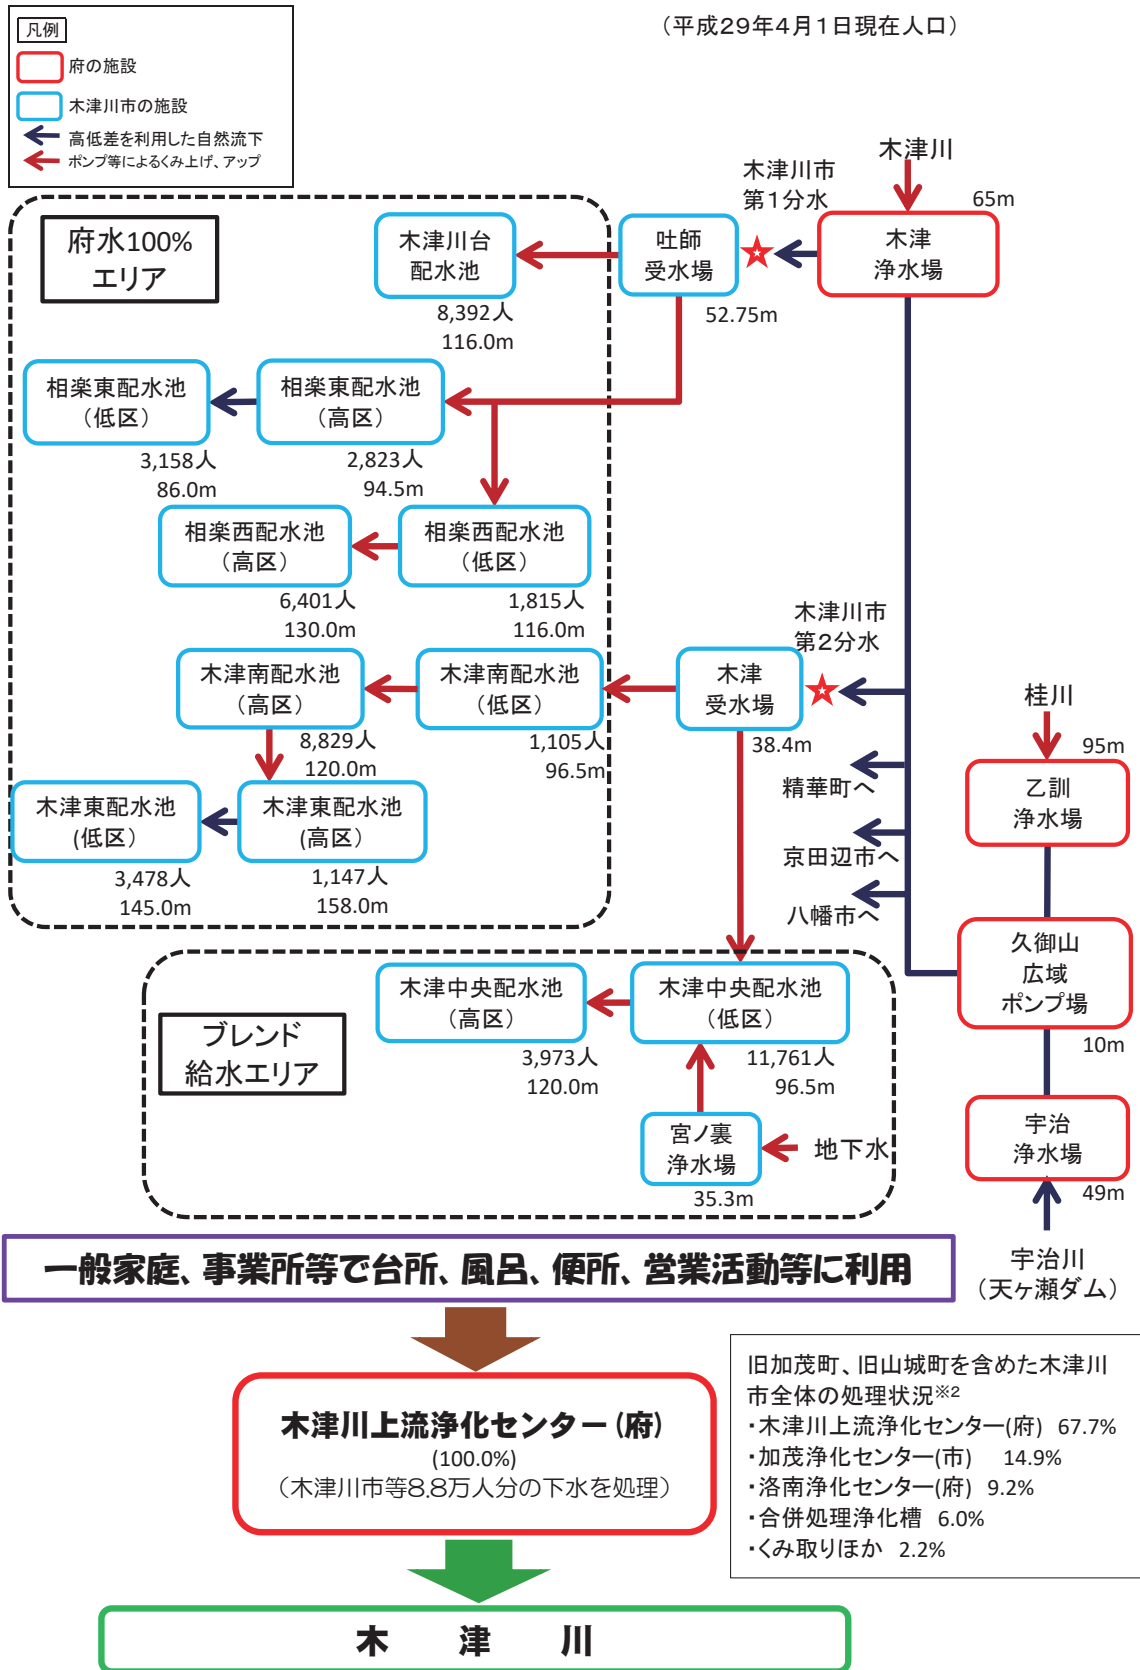 （平成29年4月1日現在人口）
凡例
府の施設
木津川市の施設
高低差を利用した自然流下
ポンプ等によるくみ上げ、アップ
木津川
木津川市
第1分水
65m
木津
浄水場
吐師
受水場
52.75m
府水100%
エリア
木津川台
配水池
8,392人
116.0m
相楽東配水池
（低区）
3,158人
86.0m
相楽東配水池
（高区）
2,823人
94.5m
相楽西配水池
（高区）
6,401人
130.0m
相楽西配水池
（低区）
1,815人
116.0m
木津川市
第2分水
木津
受水場
38.4m
木津南配水池
（高区）
8,829人
120.0m
木津南配水池
（低区）
1,105人
96.5m
木津東配水池
(低区）
3,478人
145.0m
木津東配水池
(高区）
1,147人
158.0m
精華町へ
京田辺市へ
八幡市へ
桂川
95m
乙訓
浄水場
久御山
広域
ポンプ場
10m
宇治
浄水場
49m
宇治川
（天ヶ瀬ダム）
ブレンド
給水エリア
木津中央配水池
（高区）
3,973人
120.0m
木津中央配水池
（低区）
11,761人
96.5m
宮ノ裏
浄水場
35.3m
地下水
一般家庭、事業所等で台所、風呂、便所、営業活動等に利用
木津川上流浄化センター（府）
(100.0%)
（木津川市等8.8万人分の下水を処理）
旧加茂町、旧山城町を含めた木津川
市全体の処理状況※2
・木津川上流浄化センター(府) 67.7%
・加茂浄化センター(市) 14.9%
・洛南浄化センター(府) 9.2%
・合併処理浄化槽 6.0%
・くみ取りほか 2.2%
木 津 川